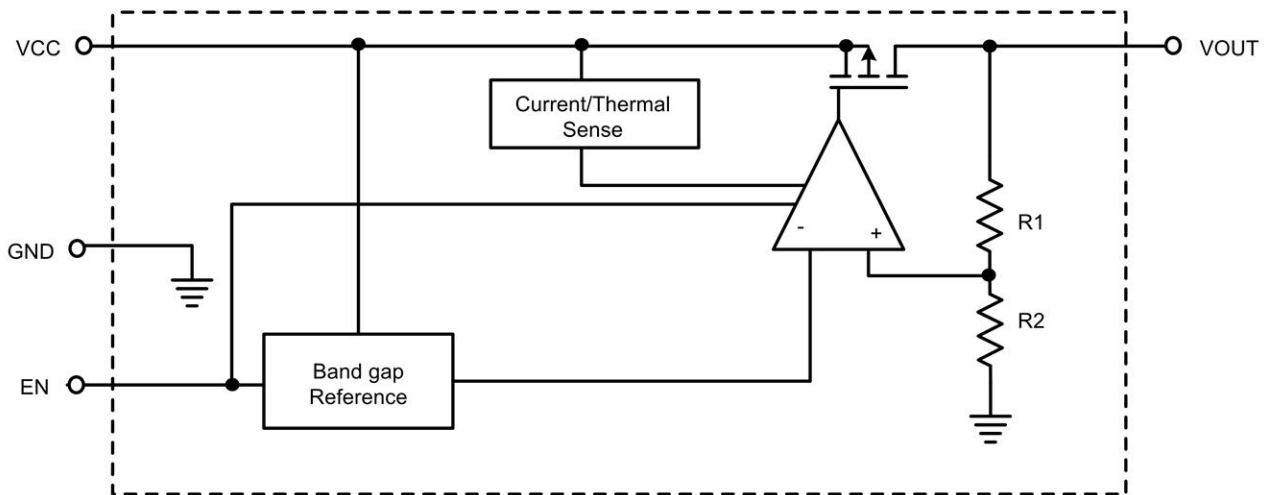 VCC
VOUT
Current/Thermal
Sense
- +
R1
GND
R2
EN
Band gap
Reference